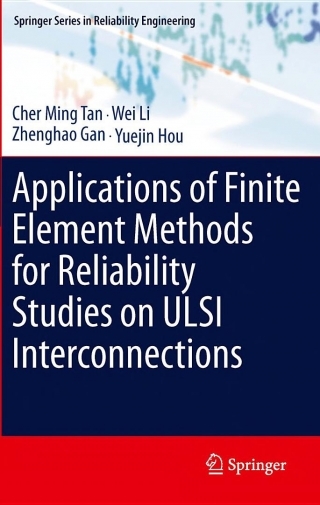 Springer Series in Reliability Engineering
Cher Ming Tan · Wei Li
Zhenghao Gan · Yuejin Hou
Applications of Finite
Element Methods
for Reliability
Studies on ULSI
Interconnections
Springer